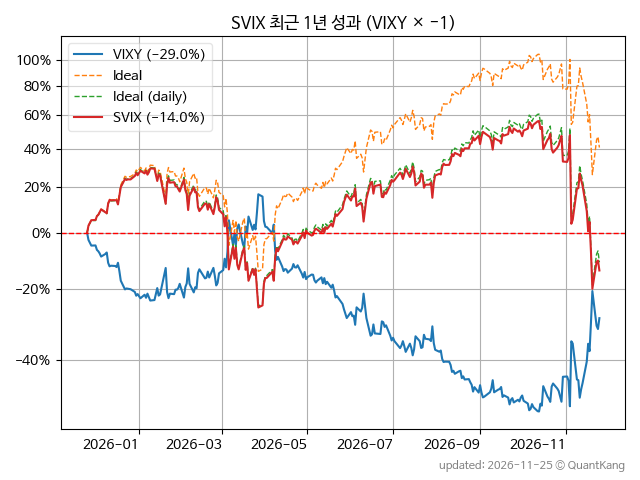 SVIX 최근 1년 성과 (VIXY × −1)
VIXY (−29.0%)
Ideal
Ideal (daily)
SVIX (−14.0%)
100%
80%
60%
40%
20%
0%
−20%
−40%
2026-01
2026-03
2026-05
2026-07
2026-09
2026-11
updated: 2026-11-25 © QuantKang